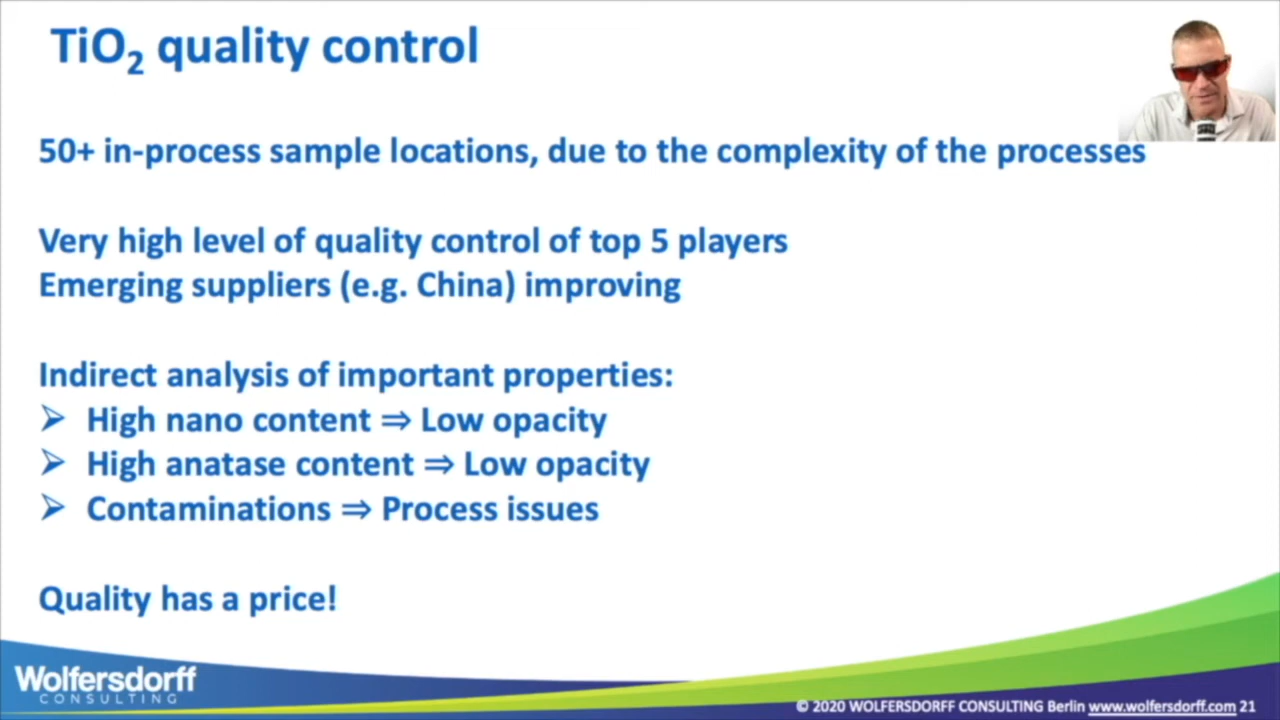 TiO₂ quality control
50+ in-process sample locations, due to the complexity of the processes
Very high level of quality control of top 5 players
Emerging suppliers (e.g. China) improving
Indirect analysis of important properties:
➢ High nano content ⇒ Low opacity
➢ High anatase content ⇒ Low opacity
➢ Contaminations ⇒ Process issues
Quality has a price!
Wolfersdorff
CONSULTING
© 2020 WOLFERSDORFF CONSULTING Berlin www.wolfersdorff.com 21